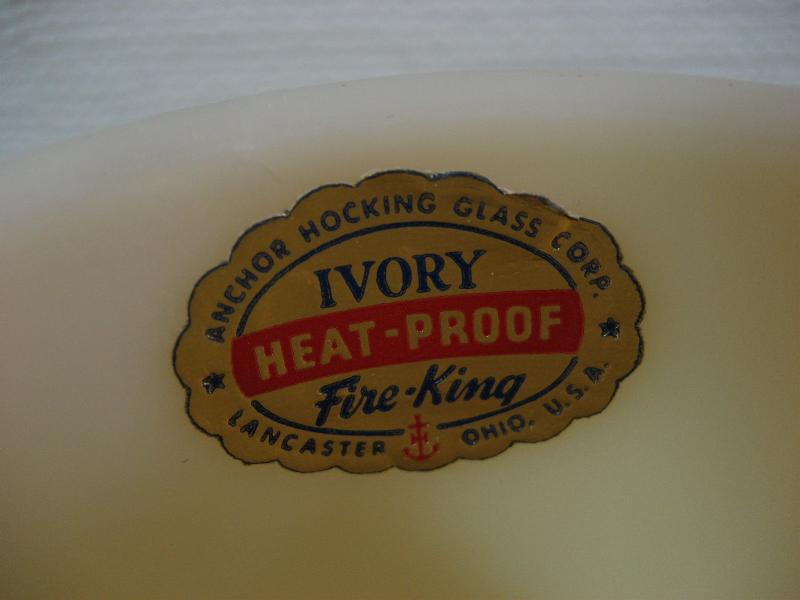 ANCHOR HOCKING GLASS CORP.
IVORY
HEAT-PROOF
Fire-King
LANCASTER OHIO, U.S.A.